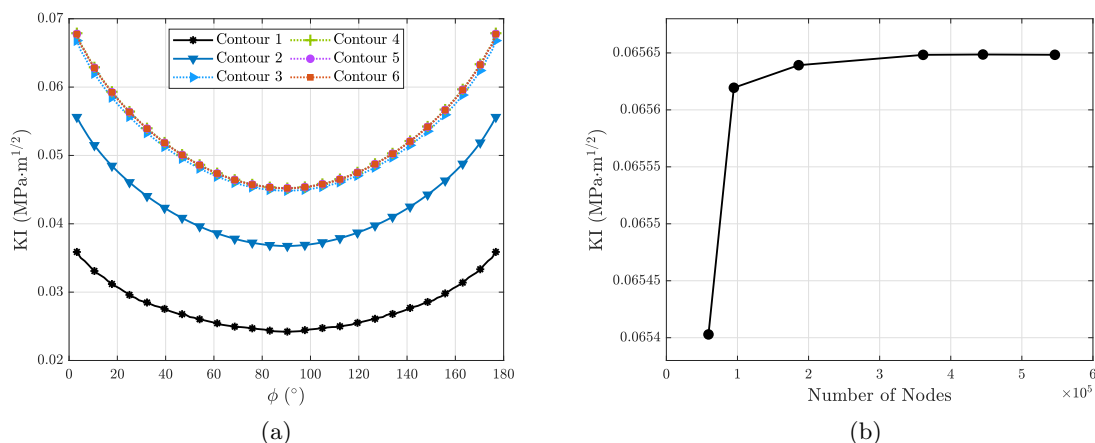 0.07
0.06
0.05
0.04
0.03
0.02
KI (MPa·m^{1/2})
Contour 1
Contour 2
Contour 3
Contour 4
Contour 5
Contour 6
0 20 40 60 80 100 120 140 160 180
ϕ (°)
(a)
0.06565
0.0656
0.06555
0.0655
0.06545
0.0654
KI (MPa·m^{1/2})
0 1 2 3 4 5 6
×10^5
Number of Nodes
(b)